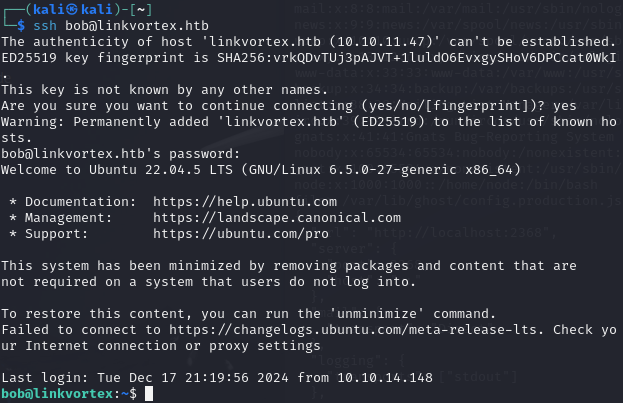 ┌──(kali㉿kali)-[~]
└─$ ssh bob@linkvortex.htb
The authenticity of host 'linkvortex.htb (10.10.11.47)' can't be established.
ED25519 key fingerprint is SHA256:vrkQDvTUj3pAJVT+1luldO6EvxgySHoV6DPCcat0WkI
.
This key is not known by any other names.
Are you sure you want to continue connecting (yes/no/[fingerprint])? yes
Warning: Permanently added 'linkvortex.htb' (ED25519) to the list of known ho
sts.
bob@linkvortex.htb's password:
Welcome to Ubuntu 22.04.5 LTS (GNU/Linux 6.5.0-27-generic x86_64)
 * Documentation:  https://help.ubuntu.com
 * Management:     https://landscape.canonical.com
 * Support:        https://ubuntu.com/pro
This system has been minimized by removing packages and content that are
not required on a system that users do not log into.
To restore this content, you can run the 'unminimize' command.
Failed to connect to https://changelogs.ubuntu.com/meta-release-lts. Check yo
ur Internet connection or proxy settings
Last login: Tue Dec 17 21:19:56 2024 from 10.10.14.148
bob@linkvortex:~$